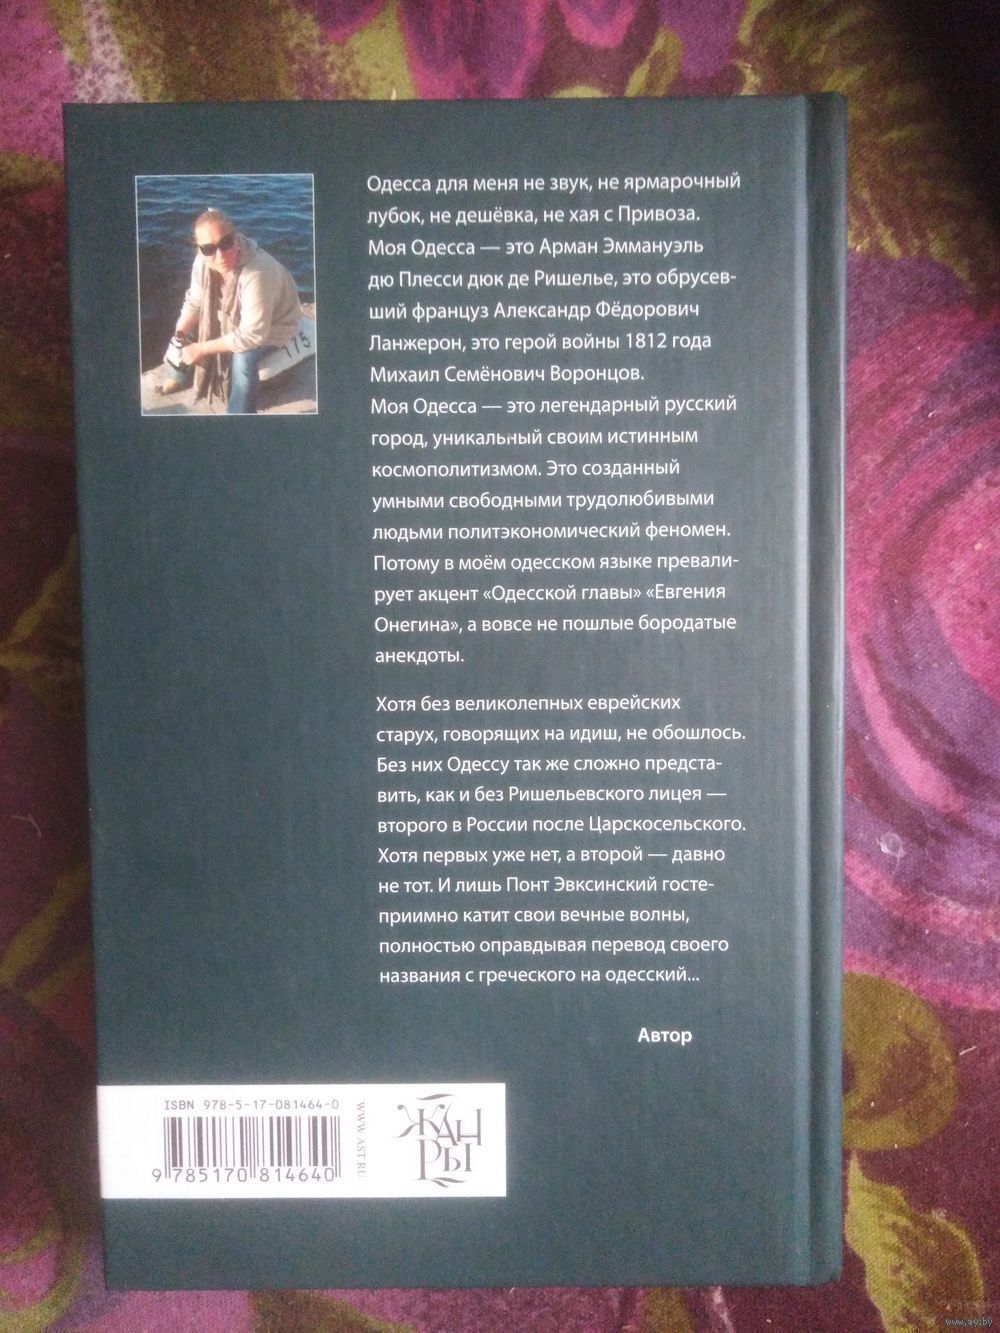 Одесса для меня не звук, не ярмарочный
лубок, не дешёвка, не хая с Привоза.
Моя Одесса — это Арман Эммануэль
дю Плесси дюк де Ришелье, это обрусев-
ший француз Александр Фёдорович
Ланжерон, это герой войны 1812 года
Михаил Семёнович Воронцов.
Моя Одесса — это легендарный русский
город, уникальный своим истинным
космополитизмом. Это созданный
умными свободными трудолюбивыми
людьми политэкономический феномен.
Потому в моём одесском языке превали-
рует акцент «Одесской главы» «Евгения
Онегина», а вовсе не пошлые бородатые
анекдоты.
Хотя без великолепных еврейских
старух, говорящих на идиш, не обошлось.
Без них Одессу так же сложно предста-
вить, как и без Ришельевского лицея —
второго в России после Царскосельского.
Хотя первых уже нет, а второй — давно
не тот. И лишь Понт Эвксинский госте-
приимно катит свои вечные волны,
полностью оправдывая перевод своего
названия с греческого на одесский...
Автор
175
ISBN 978-5-17-081464-0
9 785170 814640
WWW.AST.RU
ЖАН
РЫ
www.ay.by